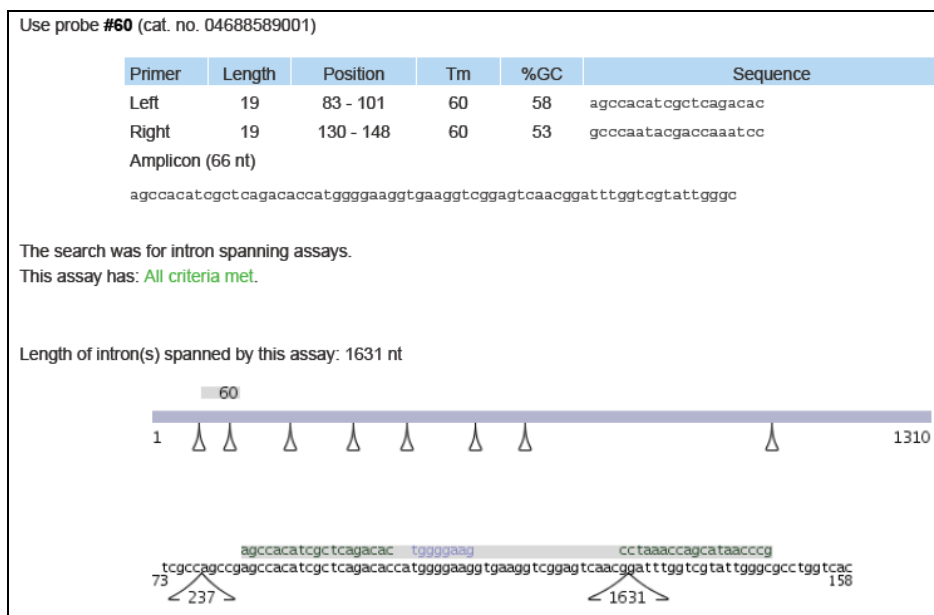 Use probe #60 (cat. no. 04688589001)
Primer Length Position Tm %GC Sequence
Left 19 83 - 101 60 58 agccacatcgctcagacac
Right 19 130 - 148 60 53 gcccaatacgaccaaatcc
Amplicon (66 nt)
agccacatcgctcagacaccatggggaaggtgaaggtcggagtcaacggatttggtcgtattgggc
The search was for intron spanning assays.
This assay has: All criteria met.
Length of intron(s) spanned by this assay: 1631 nt
60
1 1310
agccacatcgctcagacac tggggaag cctaaaccagcataacccg
tcgccagccgagccacatcgctcagacaccatggggaaggtgaaggtcggagtcaacggatttggtcgtattgggcgcctggtcac
73 158
237 1631